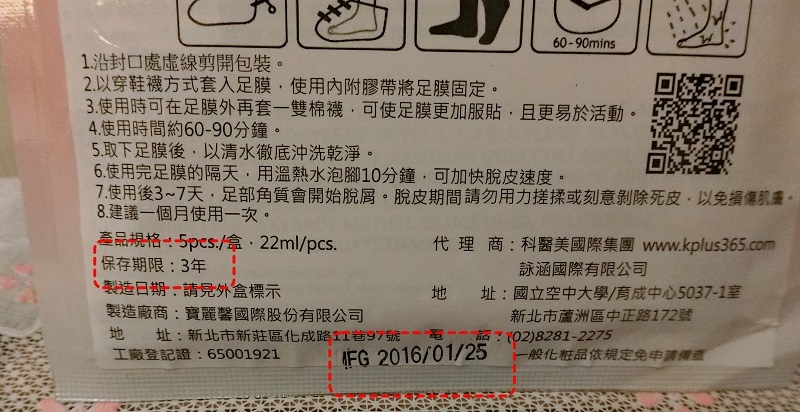 60-90mins
1.沿封口處虛線剪開包裝。
2.以穿鞋襪方式套入足膜，使用內附膠帶將足膜固定。
3.使用時可在足膜外再套一雙棉襪，可使足膜更加服貼，且更易於活動。
4.使用時間約60-90分鐘。
5.取下足膜後，以清水徹底沖洗乾淨。
6.使用完足膜的隔天，用溫熱水泡腳10分鐘，可加快脫皮速度。
7.使用後3~7天，足部角質會開始脫屑。脫皮期間請勿用力搓揉或刻意剝除死皮，以免損傷肌膚。
8.建議一個月使用一次。
產品規格：5pcs./盒，22ml/pcs.
保存期限：3年
製造日期：請見外盒標示
製造廠商：寶麗馨國際股份有限公司
地　址：新北市新莊區化成路11巷97號
工廠登記證：65001921
代 理 商：科醫美國際集團 www.kplus365.com
詠涵國際有限公司
地　址：國立空中大學/育成中心5037-1室
新北市蘆洲區中正路172號
電　話：(02)8281-2275
一般化粧品依規定免申請備查
MFG 2016/01/25